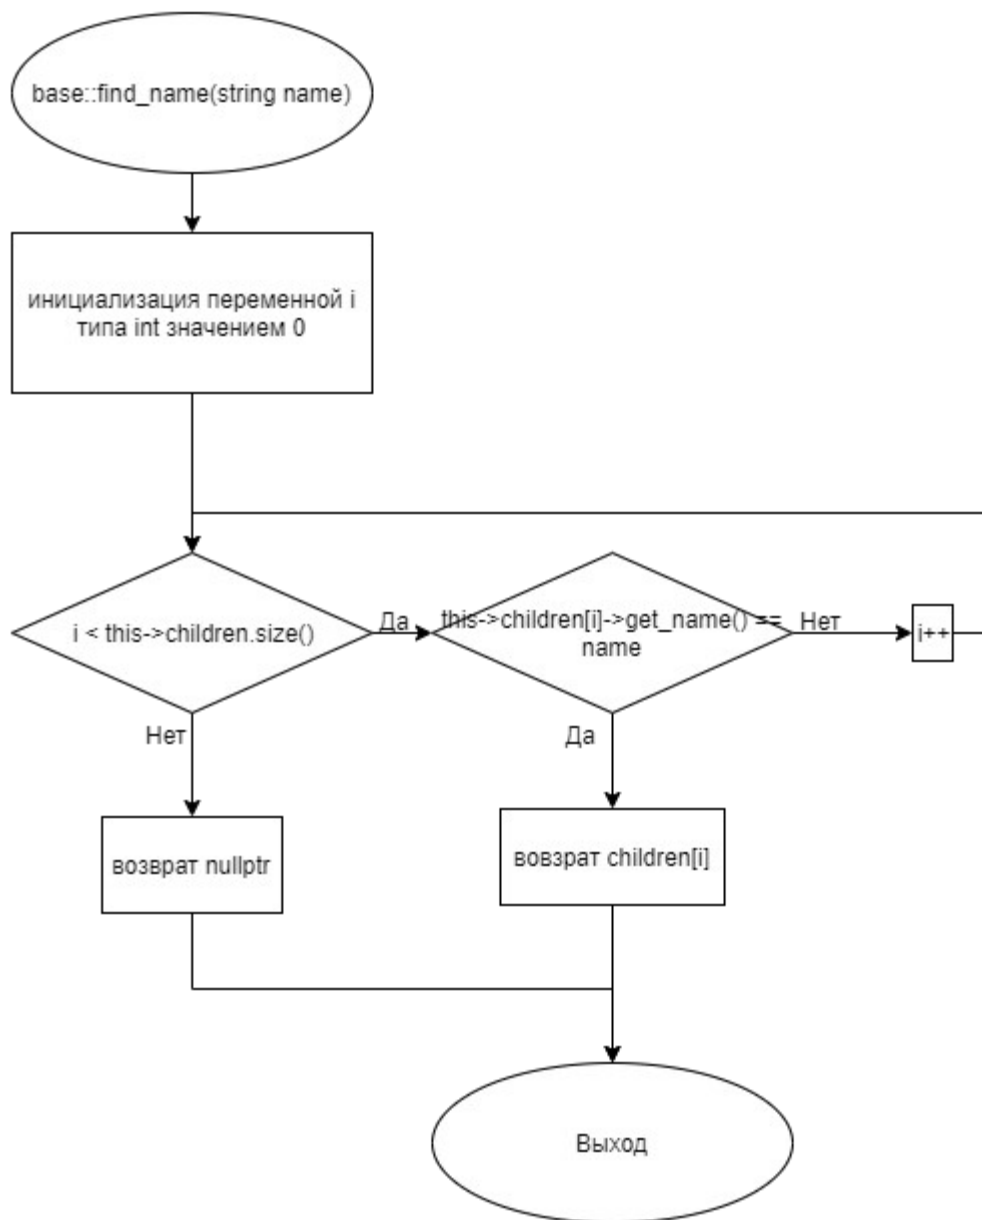 base::find_name(string name)
инициализация переменной i
типа int значением 0
i < this->children.size()
Да
this->children[i]->get_name() ==
name
Нет
i++
Нет
Да
возврат nullptr
вовзрат children[i]
Выход